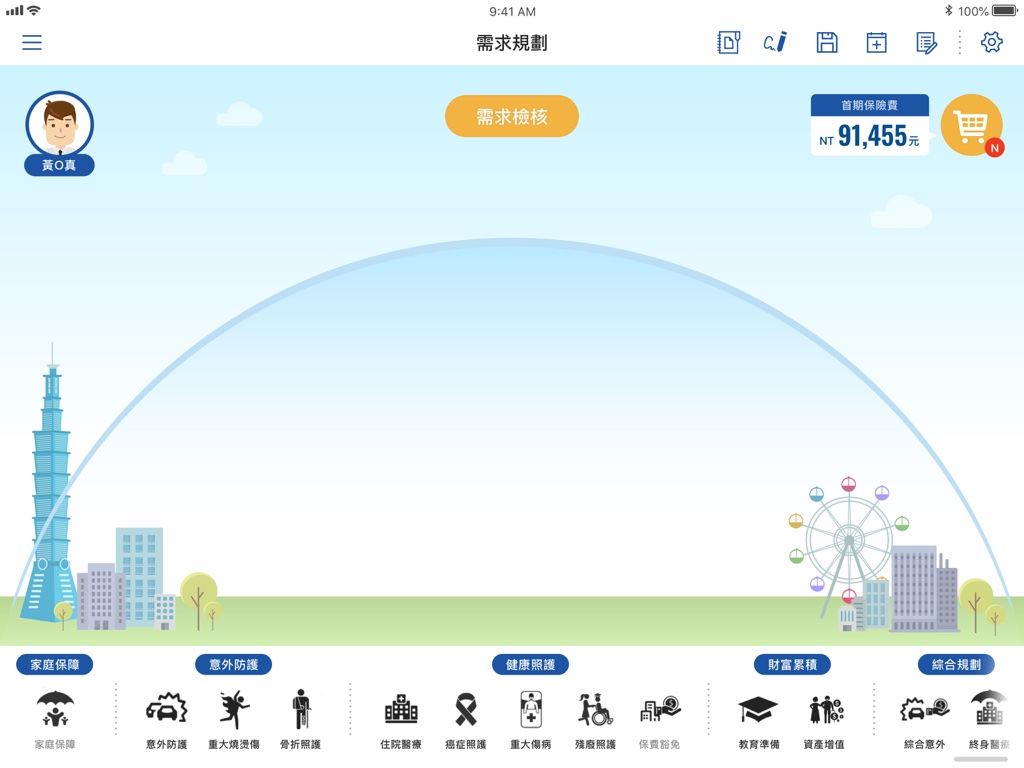 9:41 AM
100%
需求規劃
黃O真
需求檢核
首期保險費
NT 91,455元
N
家庭保障
意外防護
健康照護
財富累積
綜合規劃
家庭保障
意外防護
重大燒燙傷
骨折照護
住院醫療
癌症照護
重大傷病
殘廢照護
保費豁免
教育準備
資產增值
綜合意外
終身醫療